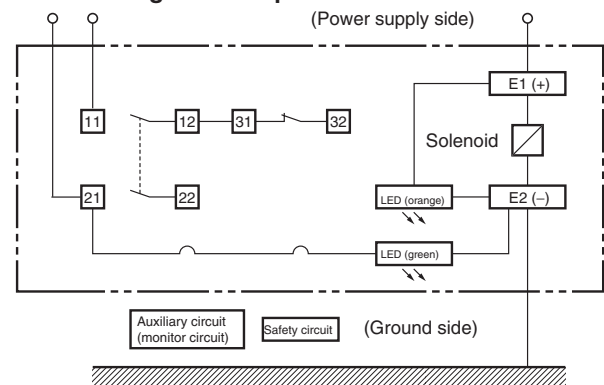 (Power supply side)
E1 (+)
11
12
31
32
Solenoid
21
22
LED (orange)
E2 (−)
LED (green)
Auxiliary circuit
(monitor circuit)
Safety circuit
(Ground side)